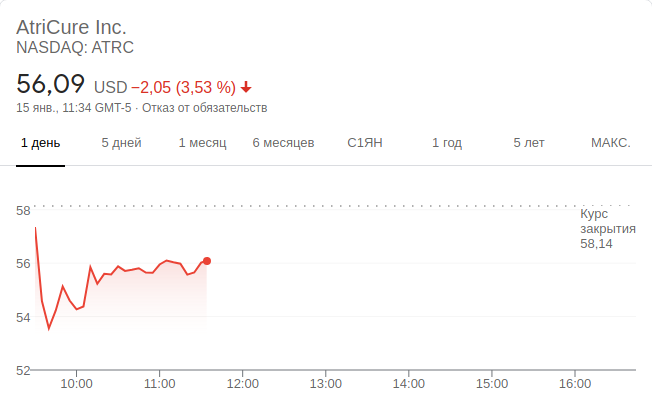 AtriCure Inc.
NASDAQ: ATRC
56,09 USD −2,05 (3,53 %)
15 янв., 11:34 GMT-5 · Отказ от обязательств
1 день 5 дней 1 месяц 6 месяцев С1ЯН 1 год 5 лет МАКС.
58
Курс
закрытия
58,14
56
54
52
10:00 11:00 12:00 13:00 14:00 15:00 16:00